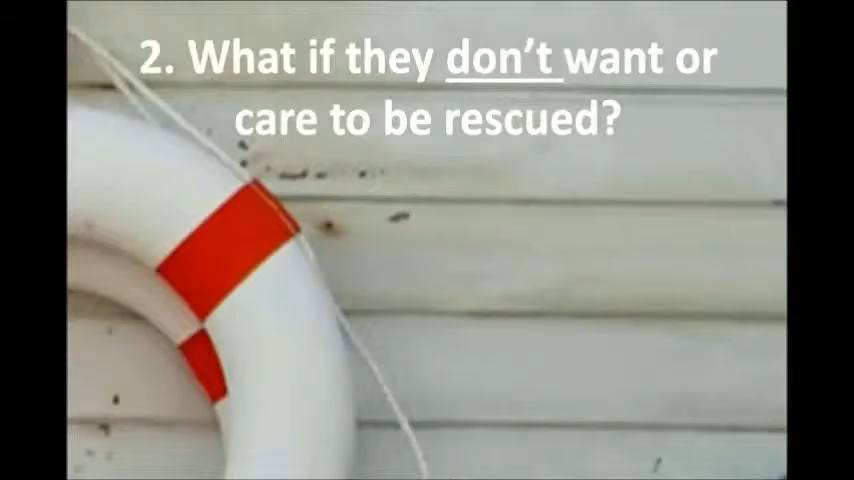 2. What if they don’t want or
care to be rescued?